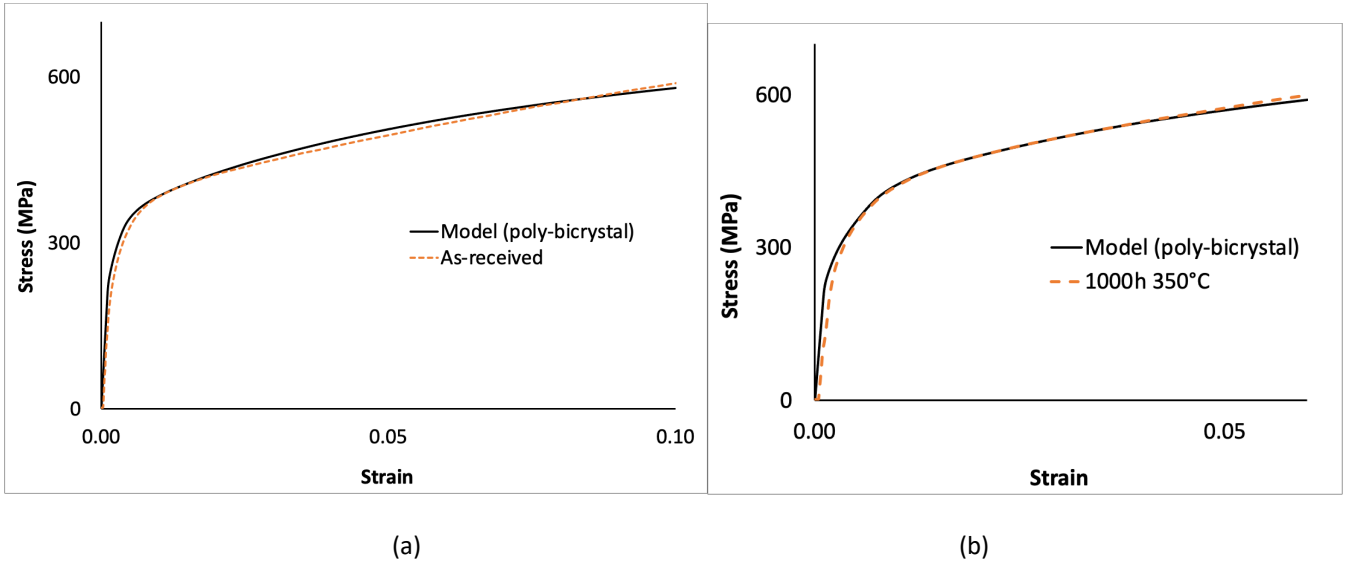 600
300
0
0.00
0.05
0.10
Stress (MPa)
Strain
Model (poly-bicrystal)
As-received
(a)
600
300
0
0.00
0.05
Stress (MPa)
Strain
Model (poly-bicrystal)
1000h 350°C
(b)